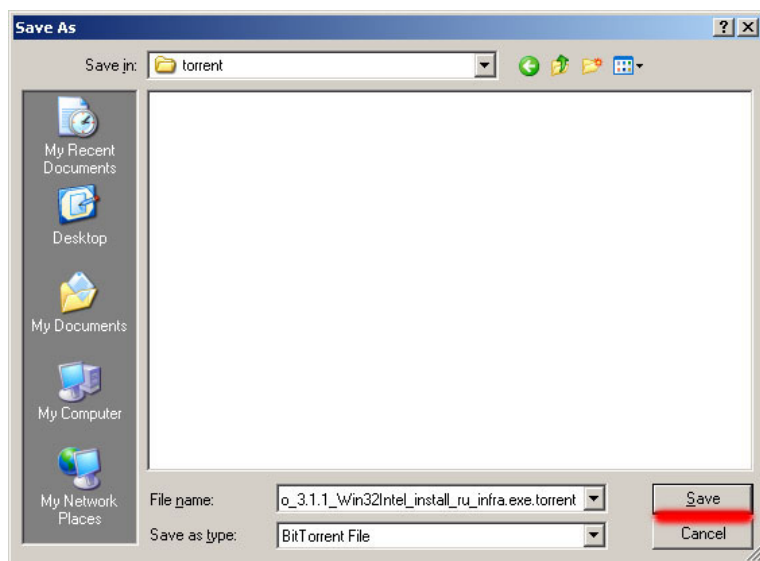 Save As
Save in:
torrent
My Recent
Documents
Desktop
My Documents
My Computer
My Network
Places
File name:
o_3.1.1_Win32Intel_install_ru_infra.exe.torrent
Save
Save as type:
BitTorrent File
Cancel